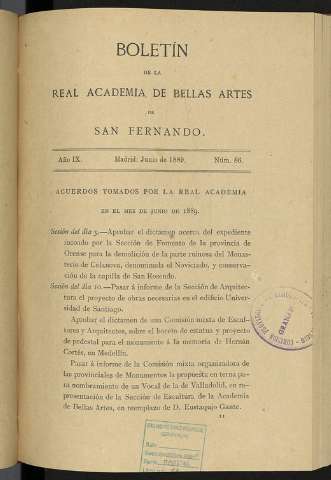 BOLETÍN
DE LA
REAL ACADEMIA DE BELLAS ARTES
DE
SAN FERNANDO.
Año IX. Madrid: Junio de 1889. Núm. 86.
ACUERDOS TOMADOS POR LA REAL ACADEMIA
EN EL MES DE JUNIO DE 1889.
Sesión del día 3.—Aprobar el dictamen acerca del expediente
incoado por la Sección de Fomento de la provincia de
Orense para la demolición de la parte ruinosa del Monas-
terio de Celanova, denominada el Noviciado, y conserva-
ción de la capilla de San Rosendo.
Sesión del día 10.—Pasar á informe de la Sección de Arquitec-
tura el proyecto de obras necesarias en el edificio Univer-
sidad de Santiago.
Aprobar el dictamen de una Comisión mixta de Escul-
tores y Arquitectos, sobre el boceto de estatua y proyecto
de pedestal para el monumento á la memoria de Hernán
Cortés, en Medellín.
Pasar á informe de la Comisión mixta organizadora de
las provinciales de Monumentos la propuesta en terna para
nombramiento de un Vocal de la de Valladolid, en re-
presentación de la Sección de Escultura de la Academia
de Bellas Artes, en reemplazo de D. Eustaquio Gante.
11